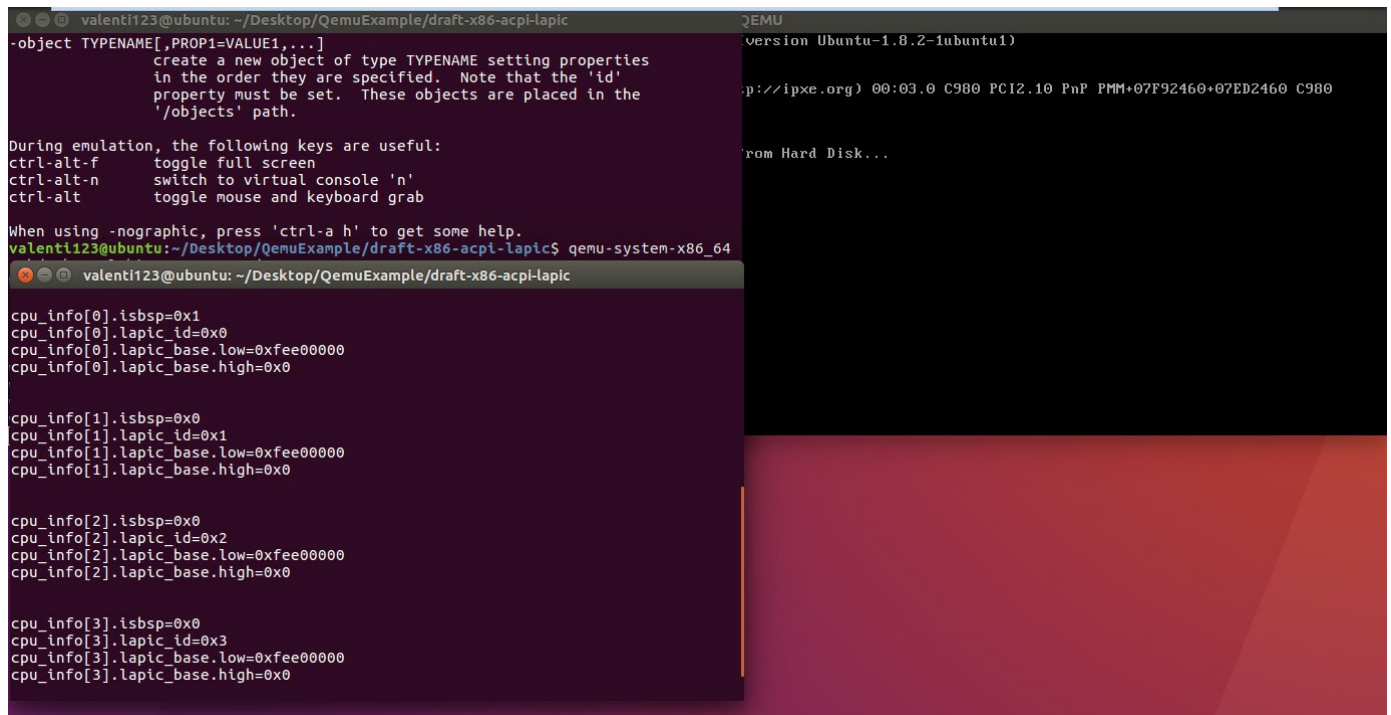 valenti123@ubuntu: ~/Desktop/QemuExample/draft-x86-acpi-lapic
-object TYPENAME[,PROP1=VALUE1,...]
create a new object of type TYPENAME setting properties
in the order they are specified.  Note that the 'id'
property must be set.  These objects are placed in the
'/objects' path.
During emulation, the following keys are useful:
ctrl-alt-f      toggle full screen
ctrl-alt-n      switch to virtual console 'n'
ctrl-alt        toggle mouse and keyboard grab
When using -nographic, press 'ctrl-a h' to get some help.
valenti123@ubuntu:~/Desktop/QemuExample/draft-x86-acpi-lapic$ qemu-system-x86_64
QEMU
(version Ubuntu-1.8.2-1ubuntu1)
p://ipxe.org) 00:03.0 C980 PCI2.10 PnP PMM+07F92460+07ED2460 C980
rom Hard Disk...
valenti123@ubuntu: ~/Desktop/QemuExample/draft-x86-acpi-lapic
cpu_info[0].isbsp=0x1
cpu_info[0].lapic_id=0x0
cpu_info[0].lapic_base.low=0xfee00000
cpu_info[0].lapic_base.high=0x0
cpu_info[1].isbsp=0x0
cpu_info[1].lapic_id=0x1
cpu_info[1].lapic_base.low=0xfee00000
cpu_info[1].lapic_base.high=0x0
cpu_info[2].isbsp=0x0
cpu_info[2].lapic_id=0x2
cpu_info[2].lapic_base.low=0xfee00000
cpu_info[2].lapic_base.high=0x0
cpu_info[3].isbsp=0x0
cpu_info[3].lapic_id=0x3
cpu_info[3].lapic_base.low=0xfee00000
cpu_info[3].lapic_base.high=0x0